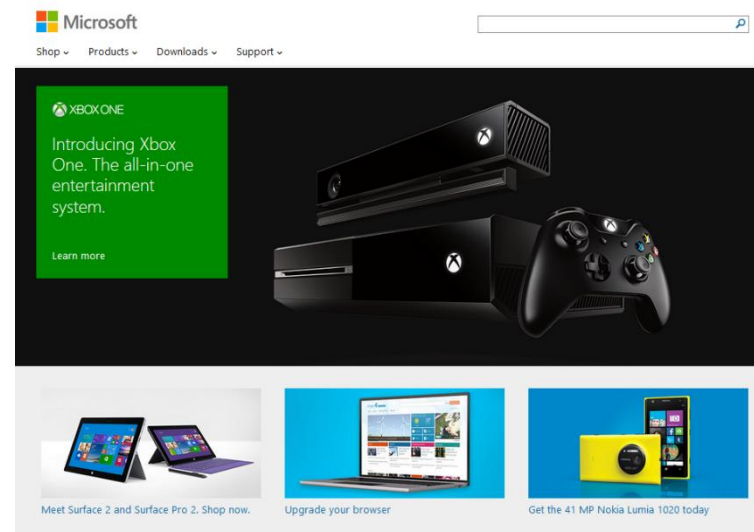 Microsoft
Shop Products Downloads Support
XBOX ONE
Introducing Xbox
One. The all-in-one
entertainment
system.
Learn more
Meet Surface 2 and Surface Pro 2. Shop now.
Upgrade your browser
Get the 41 MP Nokia Lumia 1020 today